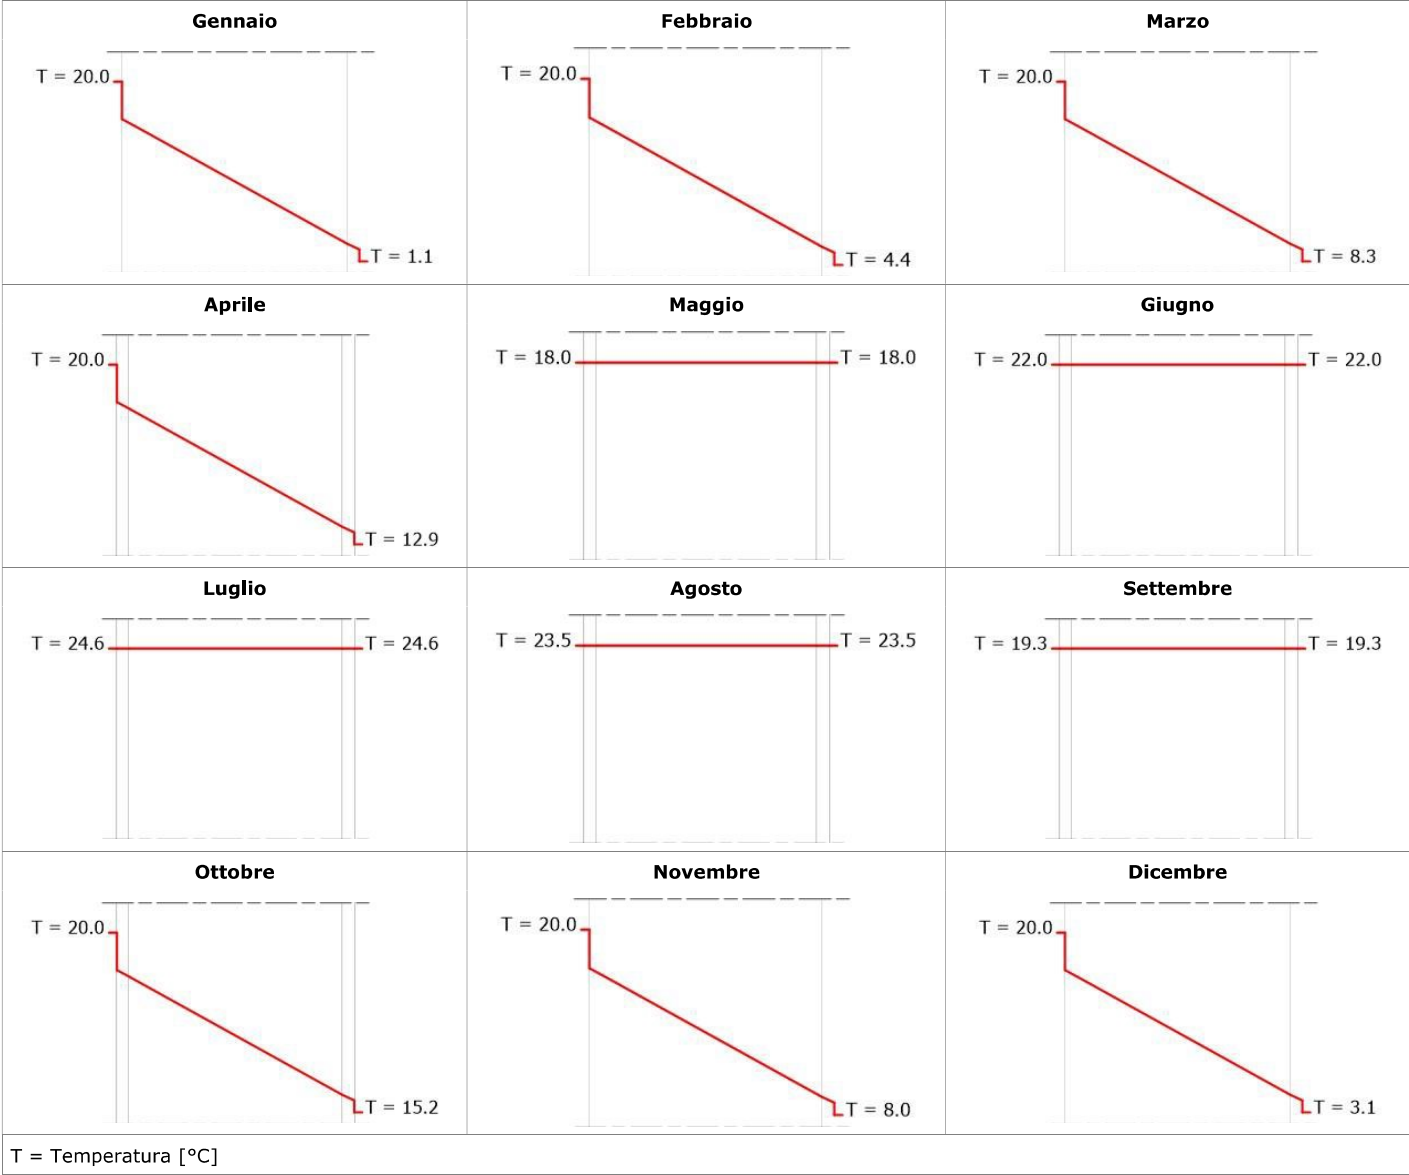 Gennaio
T = 20.0
T = 1.1
Febbraio
T = 20.0
T = 4.4
Marzo
T = 20.0
T = 8.3
Aprile
T = 20.0
T = 12.9
Maggio
T = 18.0
T = 18.0
Giugno
T = 22.0
T = 22.0
Luglio
T = 24.6
T = 24.6
Agosto
T = 23.5
T = 23.5
Settembre
T = 19.3
T = 19.3
Ottobre
T = 20.0
T = 15.2
Novembre
T = 20.0
T = 8.0
Dicembre
T = 20.0
T = 3.1
T = Temperatura [°C]